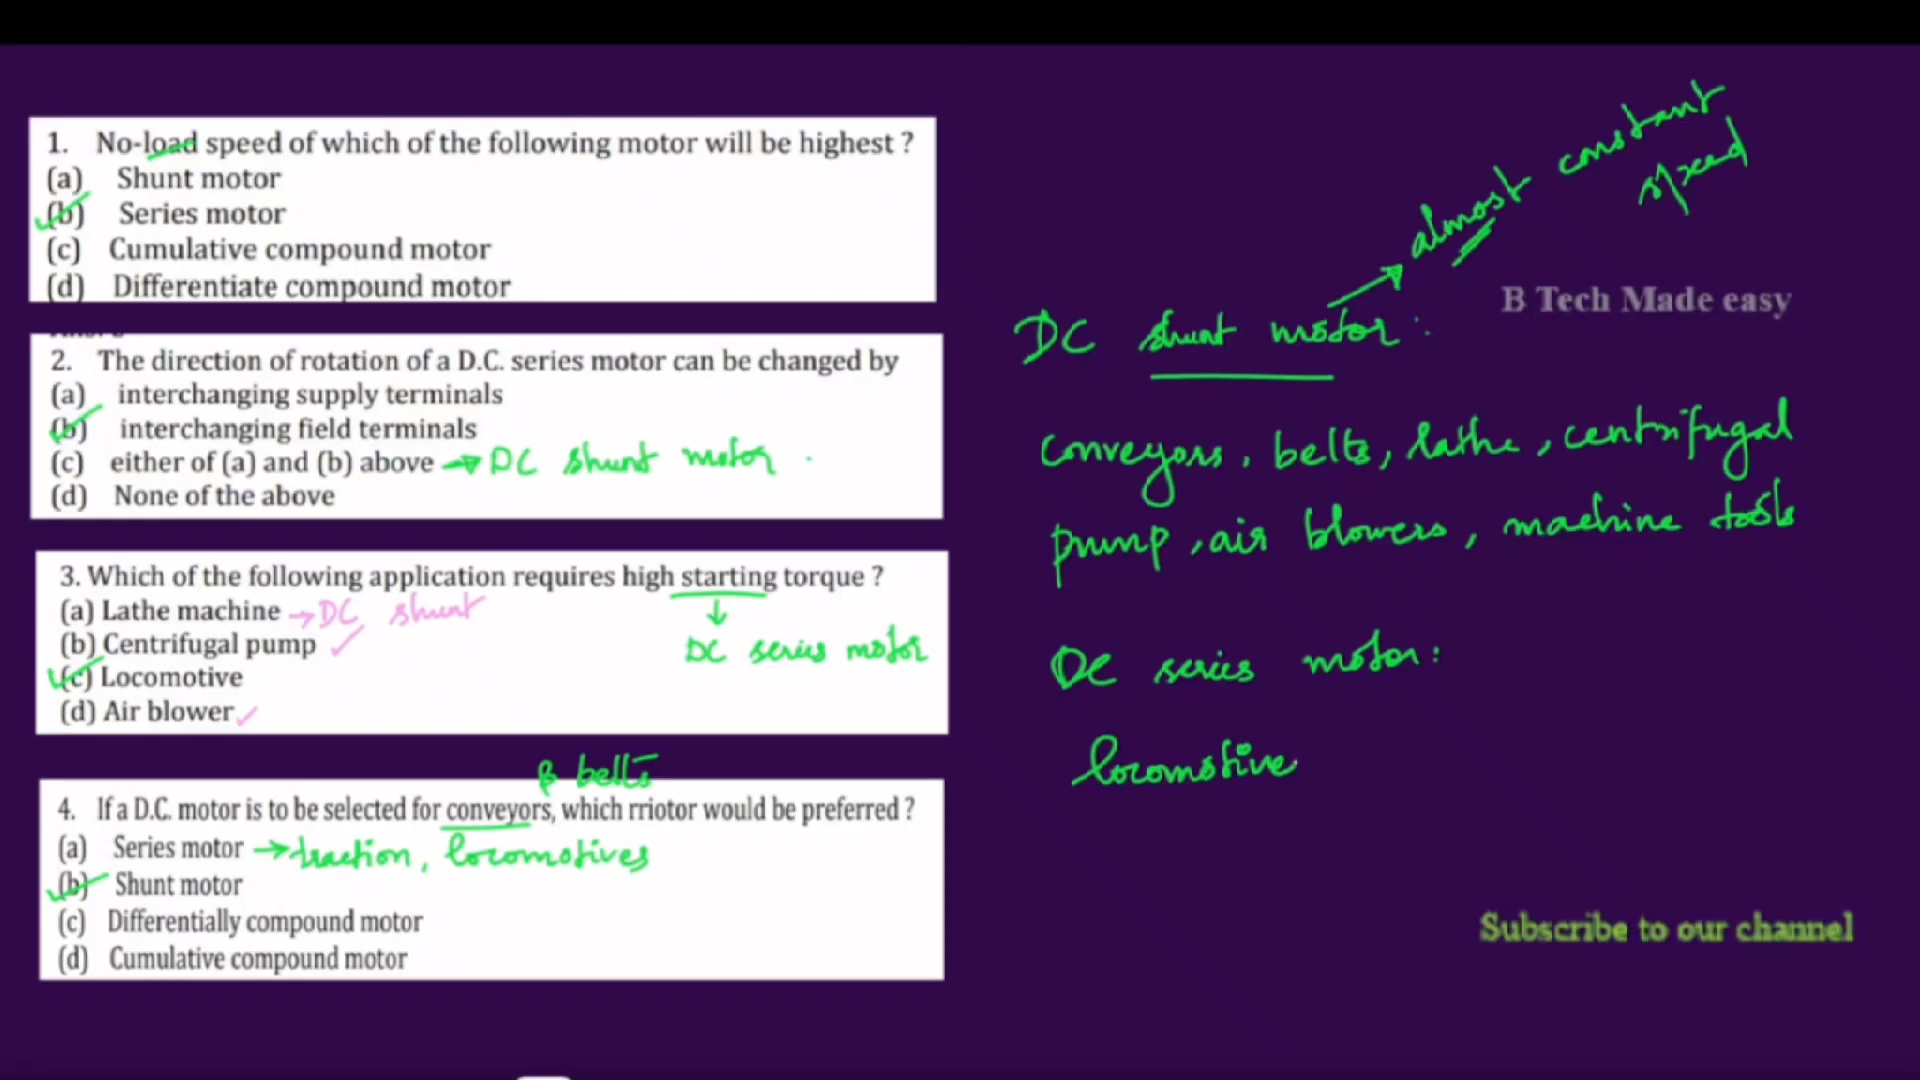 1. No-load speed of which of the following motor will be highest ?
(a) Shunt motor
(b) Series motor
(c) Cumulative compound motor
(d) Differentiate compound motor
2. The direction of rotation of a D.C. series motor can be changed by
(a) interchanging supply terminals
(b) interchanging field terminals
(c) either of (a) and (b) above → DC shunt motor .
(d) None of the above
3. Which of the following application requires high starting torque ?
(a) Lathe machine → DC shunt
(b) Centrifugal pump
DC series motor
(c) Locomotive
(d) Air blower
belts
4. If a D.C. motor is to be selected for conveyors, which rriotor would be preferred ?
(a) Series motor → traction, locomotives
(b) Shunt motor
(c) Differentially compound motor
(d) Cumulative compound motor
almost constant
speed
B Tech Made easy
DC shunt motor :
conveyors, belts, lathe, centrifugal
pump, air blowers, machine tools
DC series motor :
locomotive
Subscribe to our channel